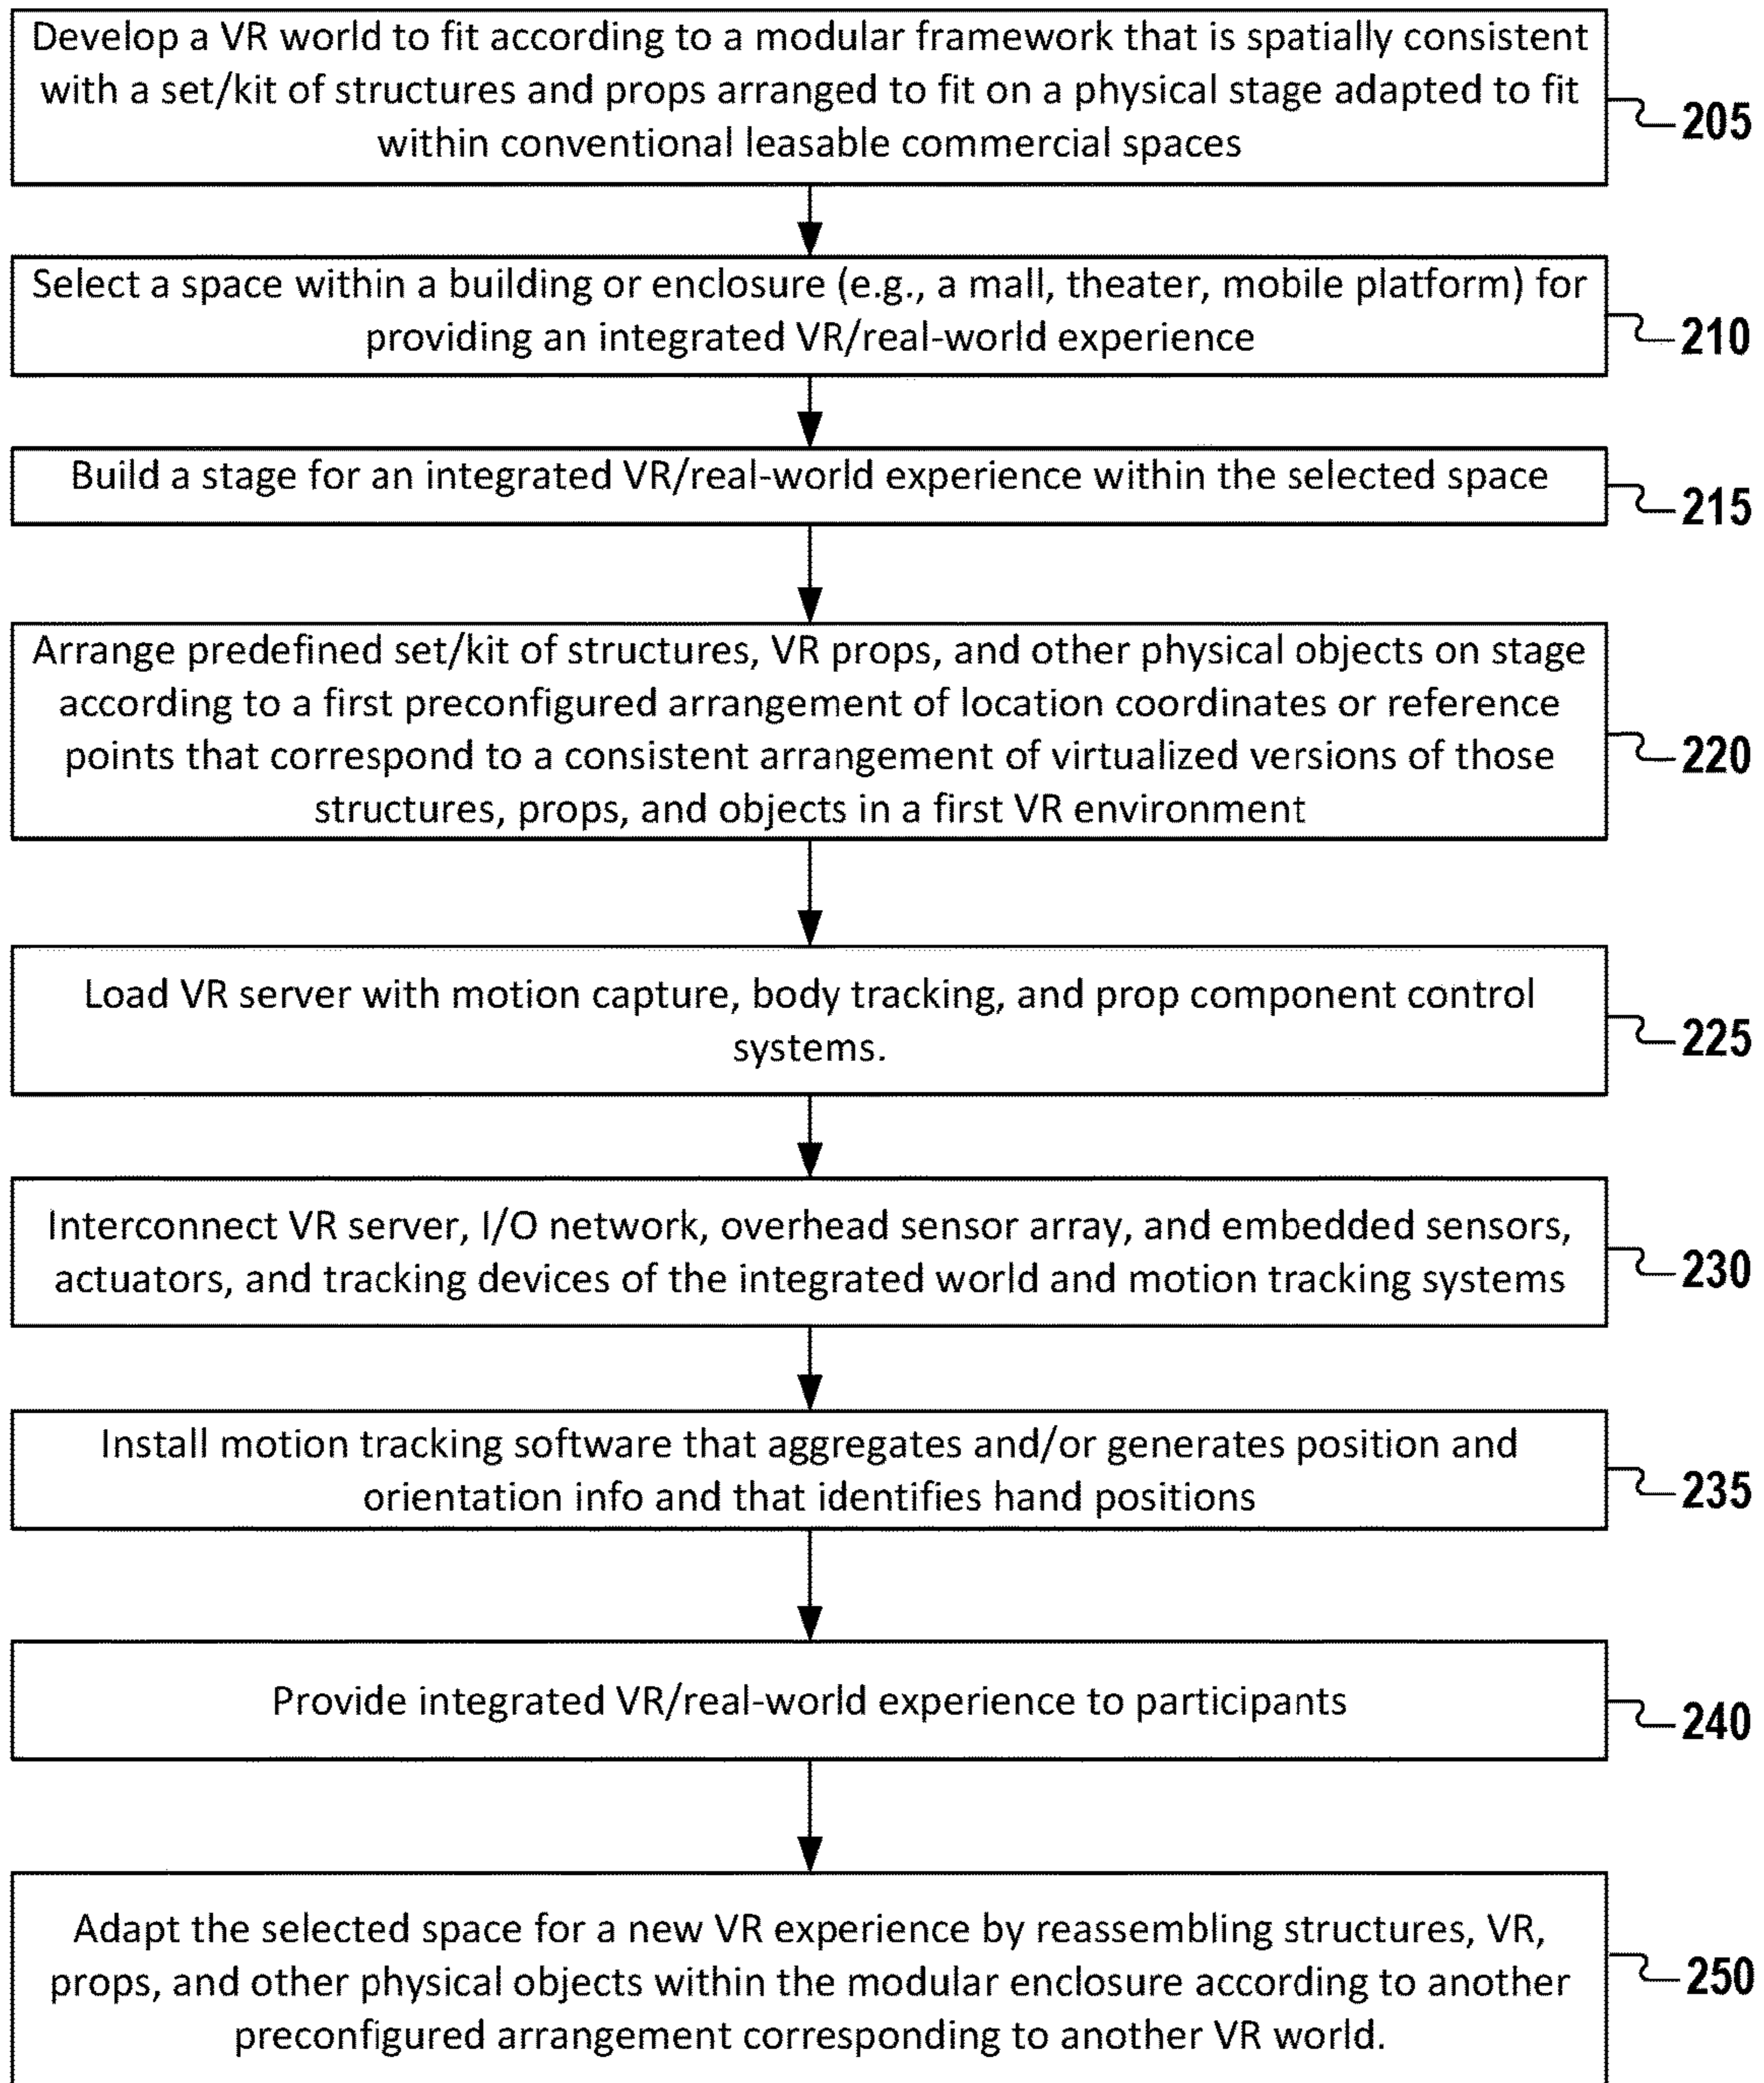 Develop a VR world to fit according to a modular framework that is spatially consistent
with a set/kit of structures and props arranged to fit on a physical stage adapted to fit
within conventional leasable commercial spaces
205
Select a space within a building or enclosure (e.g., a mall, theater, mobile platform) for
providing an integrated VR/real-world experience
210
Build a stage for an integrated VR/real-world experience within the selected space
215
Arrange predefined set/kit of structures, VR props, and other physical objects on stage
according to a first preconfigured arrangement of location coordinates or reference
points that correspond to a consistent arrangement of virtualized versions of those
structures, props, and objects in a first VR environment
220
Load VR server with motion capture, body tracking, and prop component control
systems.
225
Interconnect VR server, I/O network, overhead sensor array, and embedded sensors,
actuators, and tracking devices of the integrated world and motion tracking systems
230
Install motion tracking software that aggregates and/or generates position and
orientation info and that identifies hand positions
235
Provide integrated VR/real-world experience to participants
240
Adapt the selected space for a new VR experience by reassembling structures, VR,
props, and other physical objects within the modular enclosure according to another
preconfigured arrangement corresponding to another VR world.
250